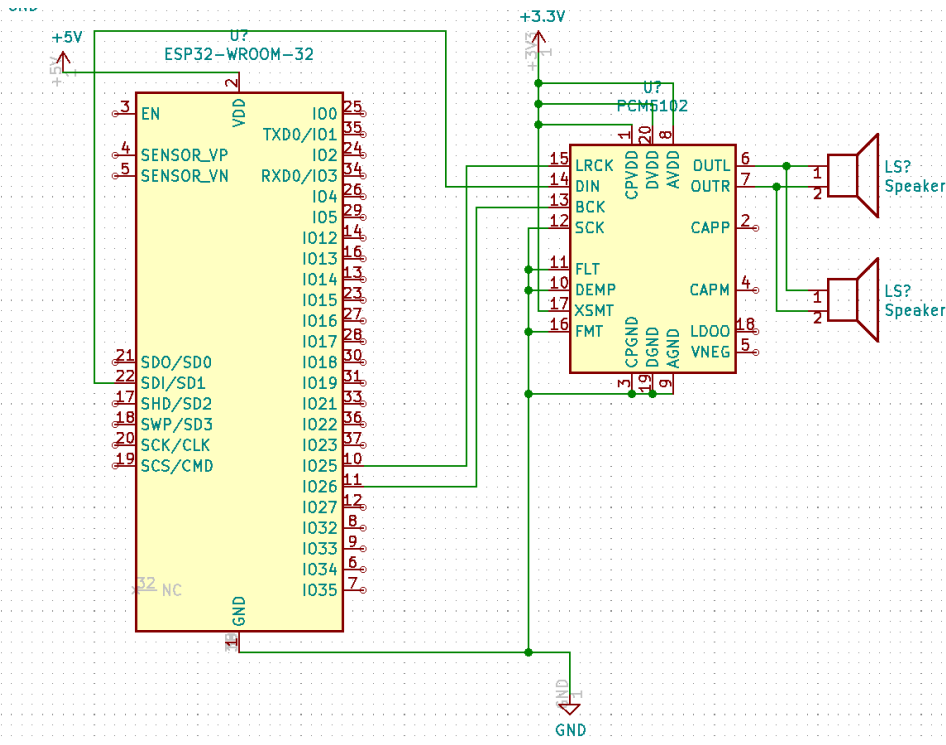 GND
+5V
+5V
1
U?
ESP32-WROOM-32
2
VDD
3 EN
4 SENSOR_VP
5 SENSOR_VN
21 SDO/SD0
22 SDI/SD1
17 SHD/SD2
18 SWP/SD3
20 SCK/CLK
19 SCS/CMD
32 NC
IO0 25
TXD0/IO1 35
IO2 24
RXD0/IO3 34
IO4 26
IO5 29
IO12 14
IO13 16
IO14 13
IO15 23
IO16 27
IO17 28
IO18 30
IO19 31
IO21 33
IO22 36
IO23 37
IO25 10
IO26 11
IO27 12
IO32 8
IO33 9
IO34 6
IO35 7
GND
1
+3.3V
+3V3
1
U?
PCM5102
1 20 8
CPVDD DVDD AVDD
15 LRCK
14 DIN
13 BCK
12 SCK
11 FLT
10 DEMP
17 XSMT
16 FMT
OUTL 6
OUTR 7
CAPP 2
CAPM 4
LDOO 18
VNEG 5
CPGND DGND AGND
3 19 9
1
2
LS?
Speaker
1
2
LS?
Speaker
GND
1
GND